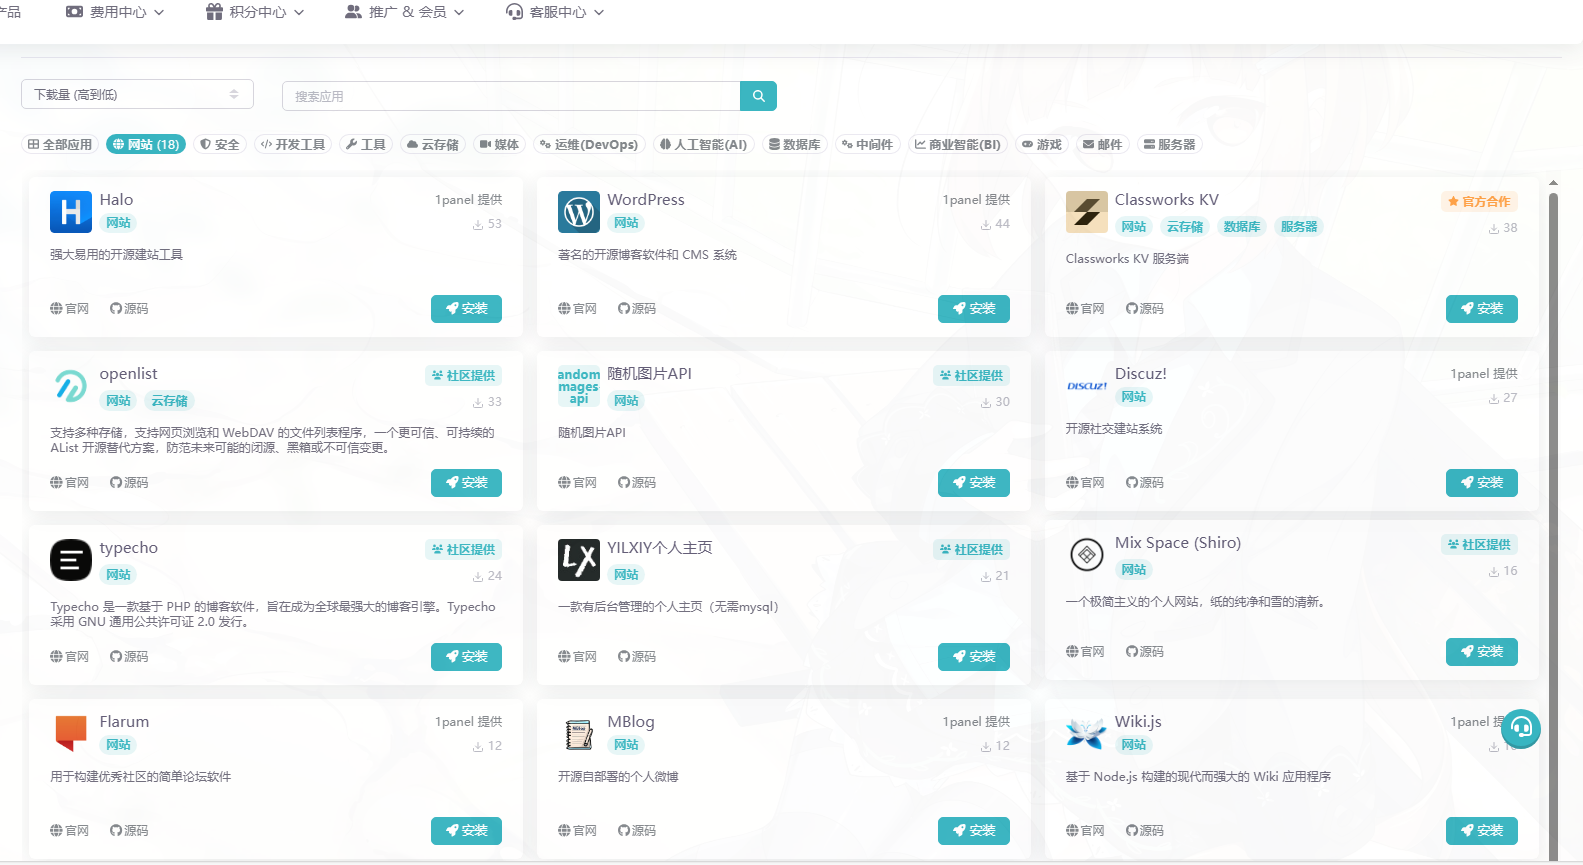 产品 费用中心 积分中心 推广 & 会员 客服中心
下载量 (高到低) 搜索应用
全部应用 网站 (18) 安全 开发工具 工具 云存储 媒体 运维(DevOps) 人工智能(AI) 数据库 中间件 商业智能(BI) 游戏 邮件 服务器
Halo 1panel 提供
网站 53
强大易用的开源建站工具
官网 源码 安装
WordPress 1panel 提供
网站 44
著名的开源博客软件和 CMS 系统
官网 源码 安装
Classworks KV 官方合作
网站 云存储 数据库 服务器 38
Classworks KV 服务端
官网 源码 安装
openlist 社区提供
网站 云存储 33
支持多种存储，支持网页浏览和 WebDAV 的文件列表程序，一个更可信、可持续的
AList 开源替代方案，防范未来可能的闭源、黑箱或不可信变更。
官网 源码 安装
andom
mages-
api
随机图片API 社区提供
网站 30
随机图片API
官网 源码 安装
DISCUZ!
Discuz! 1panel 提供
网站 27
开源社交建站系统
官网 源码 安装
typecho 社区提供
网站 24
Typecho 是一款基于 PHP 的博客软件，旨在成为全球最强大的博客引擎。Typecho
采用 GNU 通用公共许可证 2.0 发行。
官网 源码 安装
LX
YILXIY个人主页 社区提供
网站 21
一款有后台管理的个人主页（无需mysql）
官网 源码 安装
Mix Space (Shiro) 社区提供
网站 16
一个极简主义的个人网站，纸的纯净和雪的清新。
官网 源码 安装
Flarum 1panel 提供
网站 12
用于构建优秀社区的简单论坛软件
官网 源码 安装
MBlog 1panel 提供
网站 12
开源自部署的个人微博
官网 源码 安装
Wiki.js 1panel
网站
基于 Node.js 构建的现代而强大的 Wiki 应用程序
官网 源码 安装